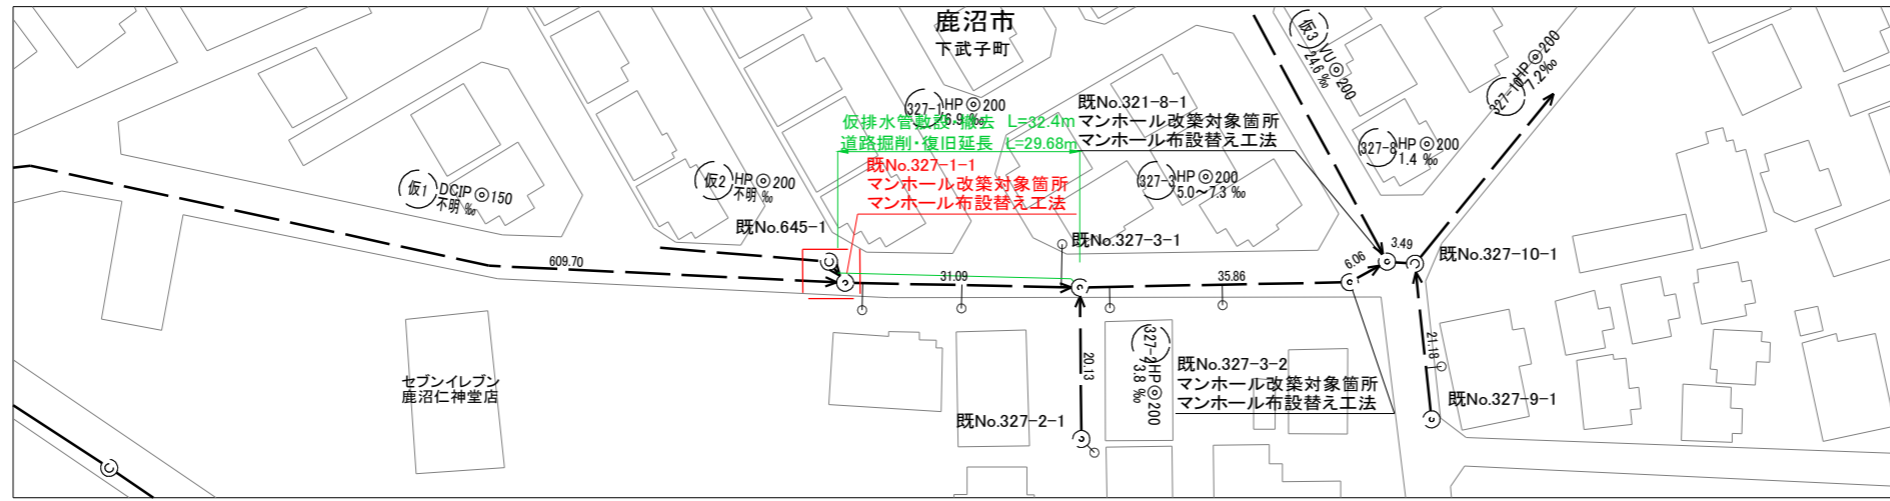 鹿沼市
下武子町
仮3 VU◎200
24.6 ‰
327-10 HP◎200
7.2‰
327-1 HP◎200
6.9 ‰
仮排水管敷設・撤去 L=32.4m
道路掘削・復旧延長 L=29.68m
既No.321-8-1
マンホール改築対象箇所
マンホール布設替え工法
327-8 HP◎200
1.4 ‰
既No.327-1-1
マンホール改築対象箇所
マンホール布設替え工法
仮1 DCIP◎150
不明 ‰
仮2 HP◎200
不明 ‰
327-3 HP◎200
5.0～7.3 ‰
既No.645-1
既No.327-3-1
3.49
既No.327-10-1
609.70
31.09
35.86
6.06
20.13
327-2 HP◎200
3.8 ‰
21.18
既No.327-3-2
マンホール改築対象箇所
マンホール布設替え工法
セブンイレブン
鹿沼仁神堂店
既No.327-2-1
既No.327-9-1